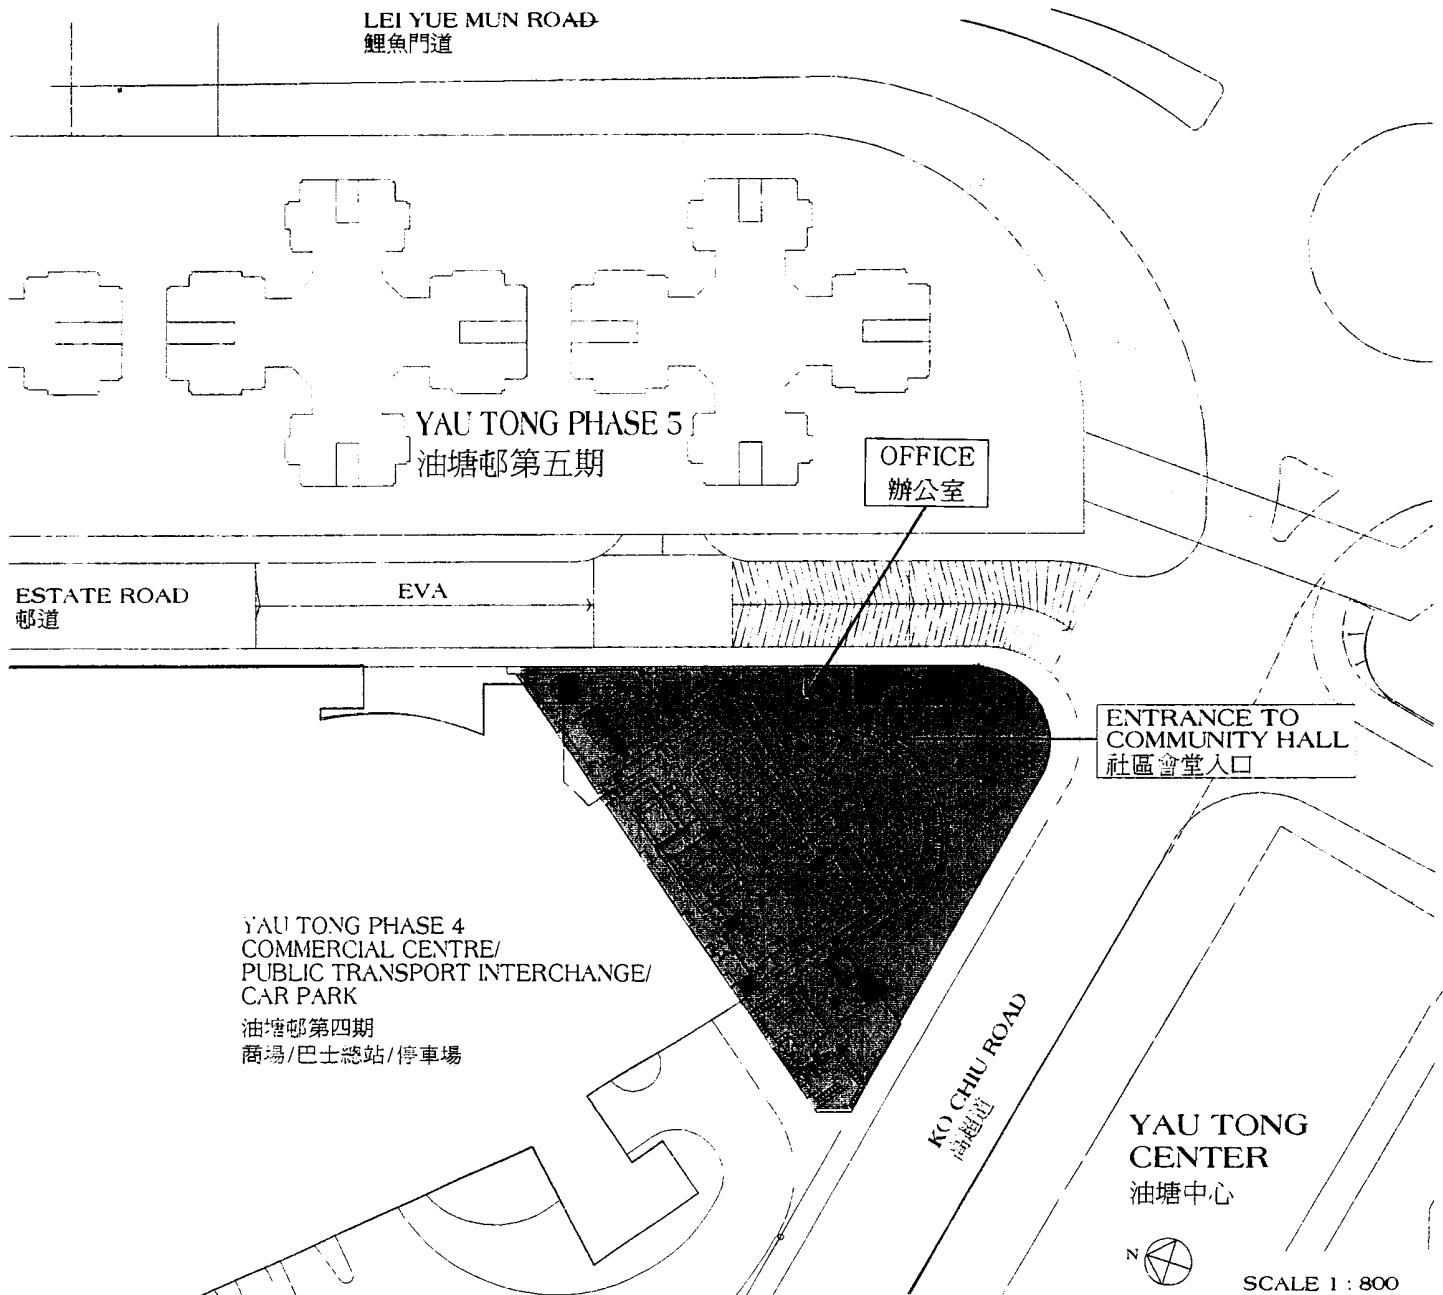 LEI YUE MUN ROAD
鯉魚門道
YAU TONG PHASE 5
油塘邨第五期
OFFICE
辦公室
ESTATE ROAD
邨道
EVA
ENTRANCE TO
COMMUNITY HALL
社區會堂入口
YAU TONG PHASE 4
COMMERCIAL CENTRE/
PUBLIC TRANSPORT INTERCHANGE/
CAR PARK
油塘邨第四期
商場/巴士總站/停車場
KO CHIU ROAD
高超道
YAU TONG
CENTER
油塘中心
N
SCALE 1 : 800